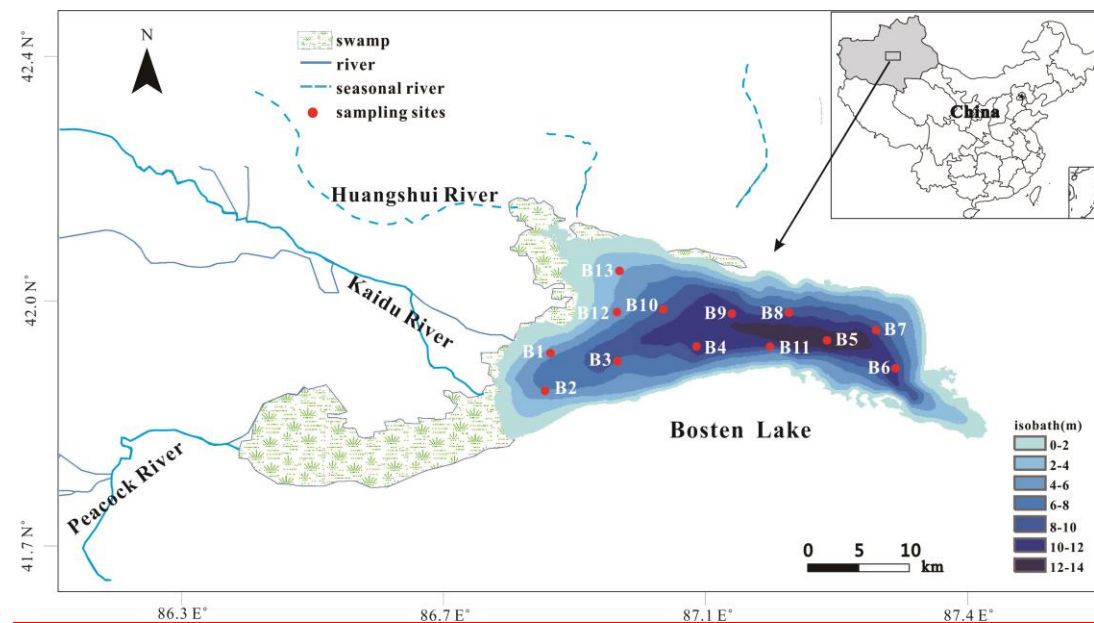 N
swamp
river
seasonal river
sampling sites
China
42.4 N°
42.0 N°
41.7 N°
Huangshui River
Kaidu River
Peacock River
B13
B12
B10
B9
B8
B7
B1
B3
B4
B11
B5
B6
B2
Bosten Lake
isobath(m)
0-2
2-4
4-6
6-8
8-10
10-12
12-14
0 5 10
km
86.3 E°
86.7 E°
87.1 E°
87.4 E°